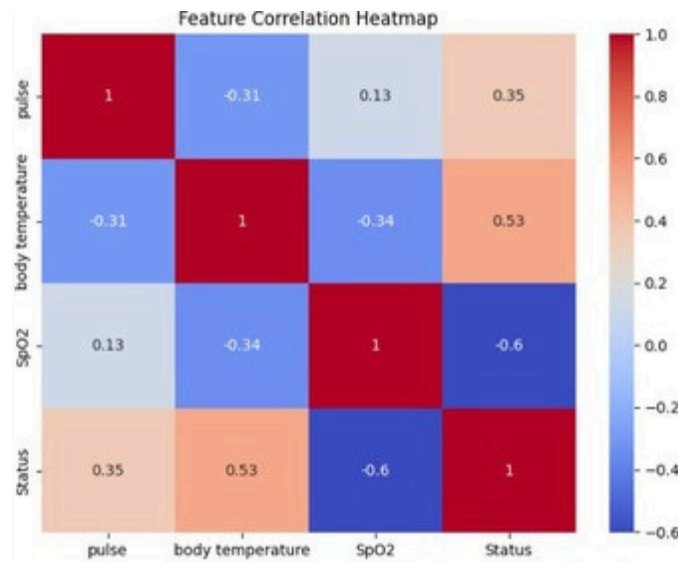 Feature Correlation Heatmap
pulse
1
-0.31
0.13
0.35
body temperature
-0.31
1
-0.34
0.53
SpO2
0.13
-0.34
1
-0.6
Status
0.35
0.53
-0.6
1
pulse
body temperature
SpO2
Status
1.0
0.8
0.6
0.4
0.2
0.0
−0.2
−0.4
−0.6